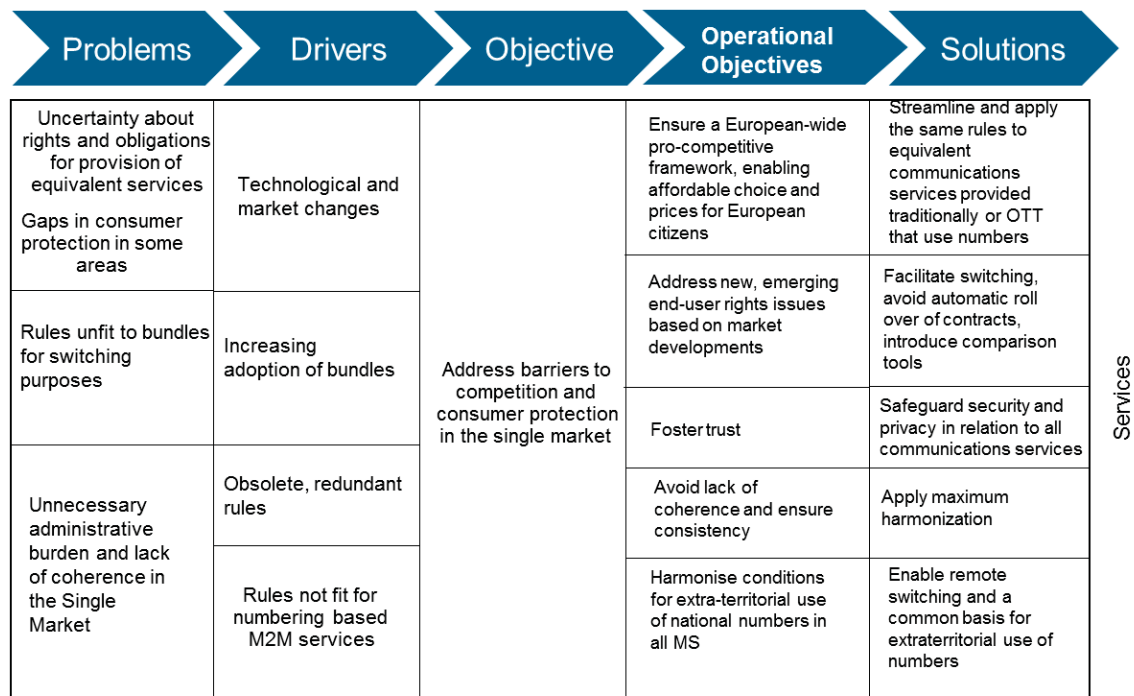 Problems
Drivers
Objective
Operational
Objectives
Solutions
Uncertainty about
rights and obligations
for provision of
equivalent services
Gaps in consumer
protection in some
areas
Rules unfit to bundles
for switching
purposes
Unnecessary
administrative
burden and lack
of coherence in
the Single
Market
Technological and
market changes
Increasing
adoption of bundles
Obsolete, redundant
rules
Rules not fit for
numbering based
M2M services
Address barriers to
competition and
consumer protection
in the single market
Ensure a European-wide
pro-competitive
framework, enabling
affordable choice and
prices for European
citizens
Address new, emerging
end-user rights issues
based on market
developments
Foster trust
Avoid lack of
coherence and ensure
consistency
Harmonise conditions
for extra-territorial use
of national numbers in
all MS
Streamline and apply
the same rules to
equivalent
communications
services provided
traditionally or OTT
that use numbers
Facilitate switching,
avoid automatic roll
over of contracts,
introduce comparison
tools
Safeguard security and
privacy in relation to all
communications services
Apply maximum
harmonization
Enable remote
switching and a
common basis for
extraterritorial use of
numbers
Services